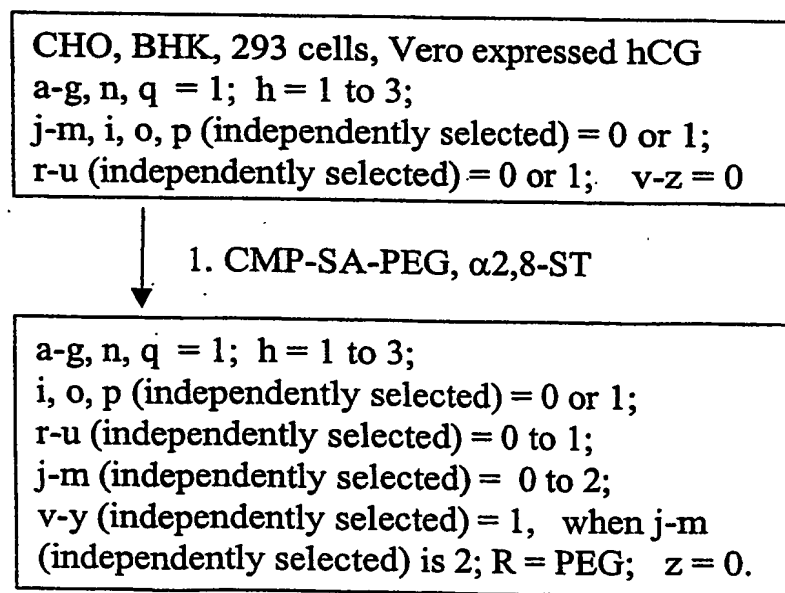 CHO, BHK, 293 cells, Vero expressed hCG
a-g, n, q = 1; h = 1 to 3;
j-m, i, o, p (independently selected) = 0 or 1;
r-u (independently selected) = 0 or 1; v-z = 0
1. CMP-SA-PEG, α2,8-ST
a-g, n, q = 1; h = 1 to 3;
i, o, p (independently selected) = 0 or 1;
r-u (independently selected) = 0 to 1;
j-m (independently selected) = 0 to 2;
v-y (independently selected) = 1, when j-m
(independently selected) is 2; R = PEG; z = 0.